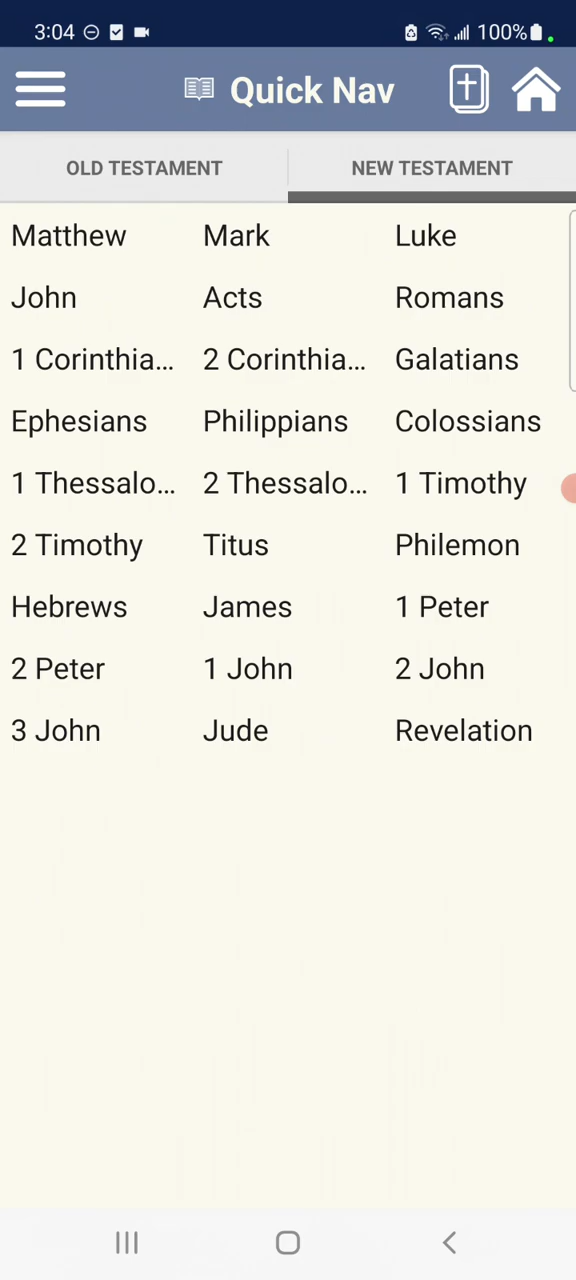 3:04 100%
Quick Nav
OLD TESTAMENT NEW TESTAMENT
Matthew Mark Luke
John Acts Romans
1 Corinthia... 2 Corinthia... Galatians
Ephesians Philippians Colossians
1 Thessalo... 2 Thessalo... 1 Timothy
2 Timothy Titus Philemon
Hebrews James 1 Peter
2 Peter 1 John 2 John
3 John Jude Revelation